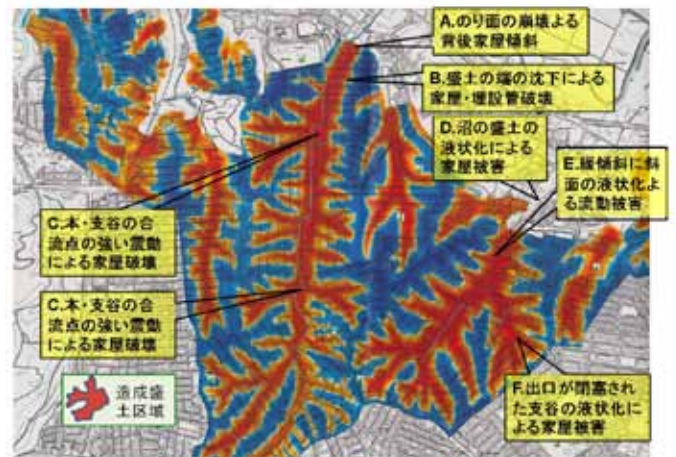 A.のり面の崩壊よる
背後家屋傾斜
B.盛土の端の沈下による
家屋・埋設管破壊
D.沼の盛土の
液状化による
家屋被害
E.緩傾斜に斜
面の液状化よ
る流動被害
C.本・支谷の合
流点の強い震動
による家屋破壊
C.本・支谷の合
流点の強い震動
による家屋破壊
造成盛
土区域
F.出口が閉塞され
た支谷の液状化に
よる家屋被害